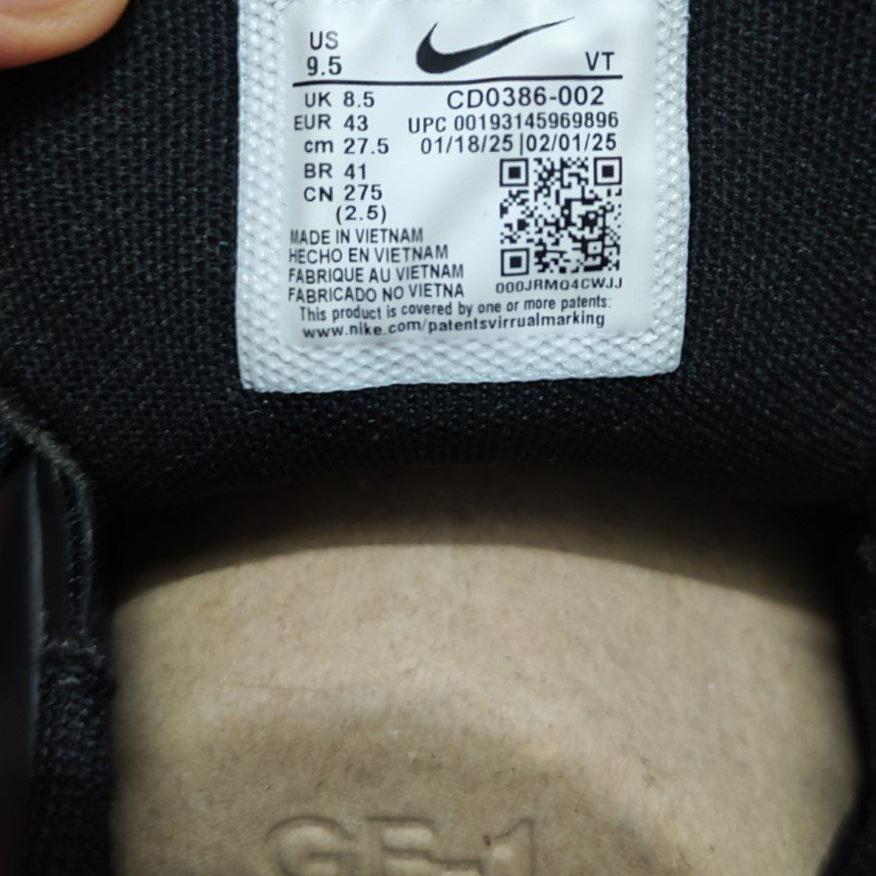 US
9.5
VT
UK 8.5
CD0386-002
EUR 43
UPC 00193145969896
cm 27.5
01/18/25|02/01/25
BR 41
CN 275
(2.5)
MADE IN VIETNAM
HECHO EN VIETNAM
FABRIQUE AU VIETNAM
FABRICADO NO VIETNA
000JRMQ4CWJJ
This product is covered by one or more patents:
www.nike.com/patentsvirrualmarking
GF-1